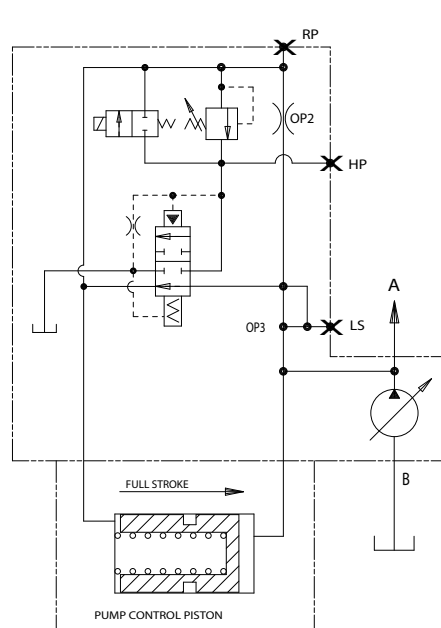 RP
OP2
HP
A
OP3
LS
B
FULL STROKE
PUMP CONTROL PISTON